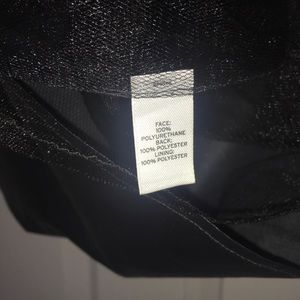 FACE:
100%
POLYURETHANE
BACK:
100% POLYESTER
LINING:
100% POLYESTER